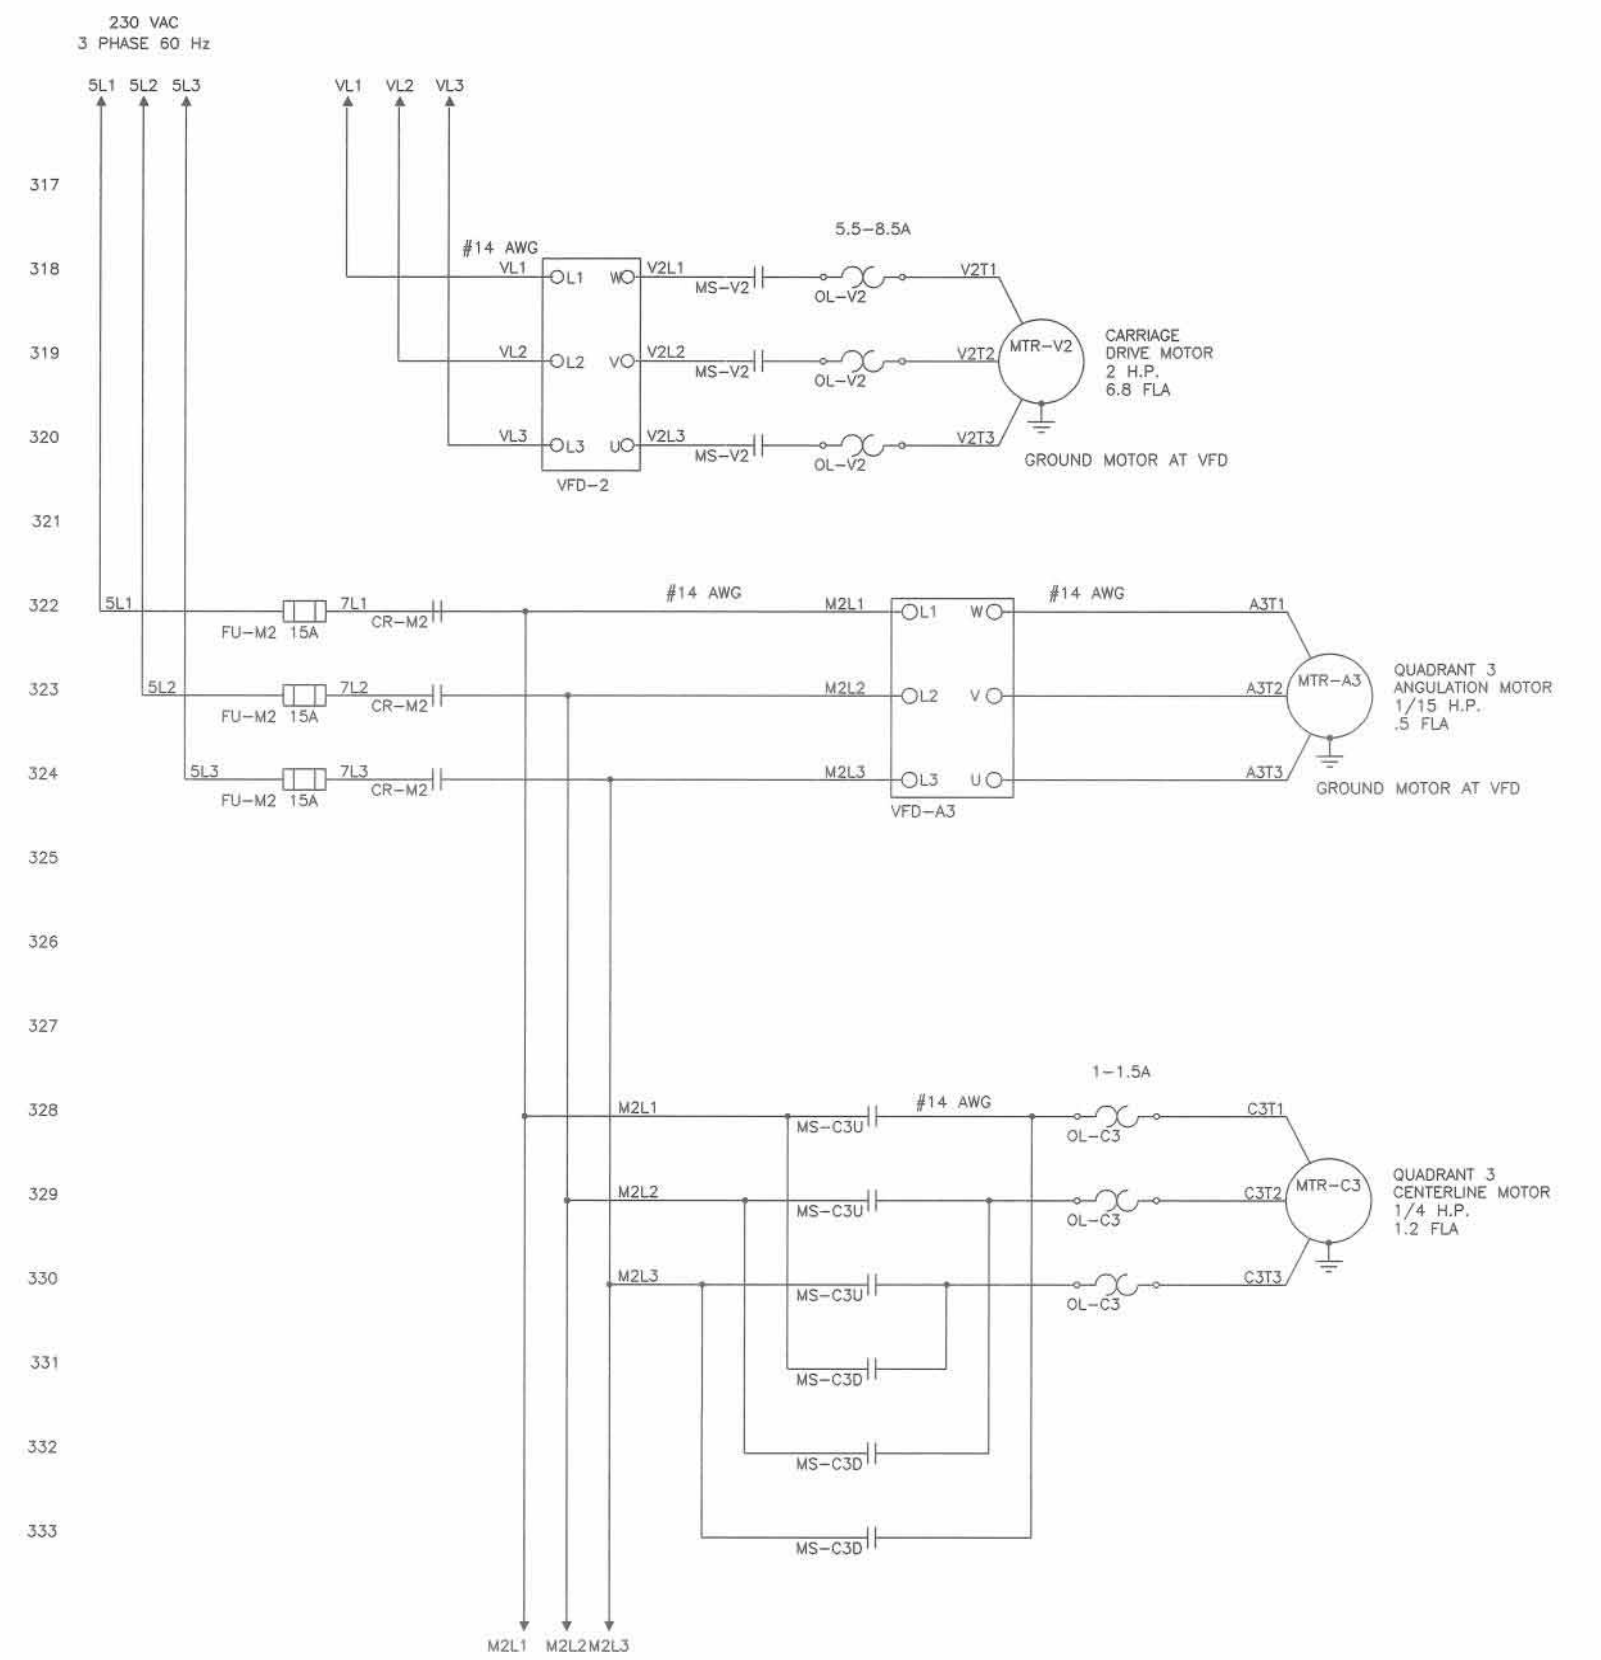 230 VAC
3 PHASE 60 Hz
5L1 5L2 5L3 VL1 VL2 VL3
317
5.5-8.5A
#14 AWG
318 VL1 L1 W V2L1 MS-V2 OL-V2 V2T1
319 VL2 L2 V V2L2 MS-V2 OL-V2 V2T2 MTR-V2
CARRIAGE
DRIVE MOTOR
2 H.P.
6.8 FLA
320 VL3 L3 U V2L3 MS-V2 OL-V2 V2T3
GROUND MOTOR AT VFD
VFD-2
321
#14 AWG #14 AWG
322 5L1 7L1 M2L1 L1 W A3T1
FU-M2 15A CR-M2
323 5L2 7L2 M2L2 L2 V A3T2 MTR-A3
FU-M2 15A CR-M2
QUADRANT 3
ANGULATION MOTOR
1/15 H.P.
.5 FLA
324 5L3 7L3 M2L3 L3 U A3T3
FU-M2 15A CR-M2
GROUND MOTOR AT VFD
VFD-A3
325
326
327
1-1.5A
328 M2L1 #14 AWG C3T1
MS-C3U OL-C3
329 M2L2 C3T2 MTR-C3
MS-C3U OL-C3
QUADRANT 3
CENTERLINE MOTOR
1/4 H.P.
1.2 FLA
330 M2L3 C3T3
MS-C3U OL-C3
331
MS-C3D
332
MS-C3D
333
MS-C3D
M2L1 M2L2 M2L3